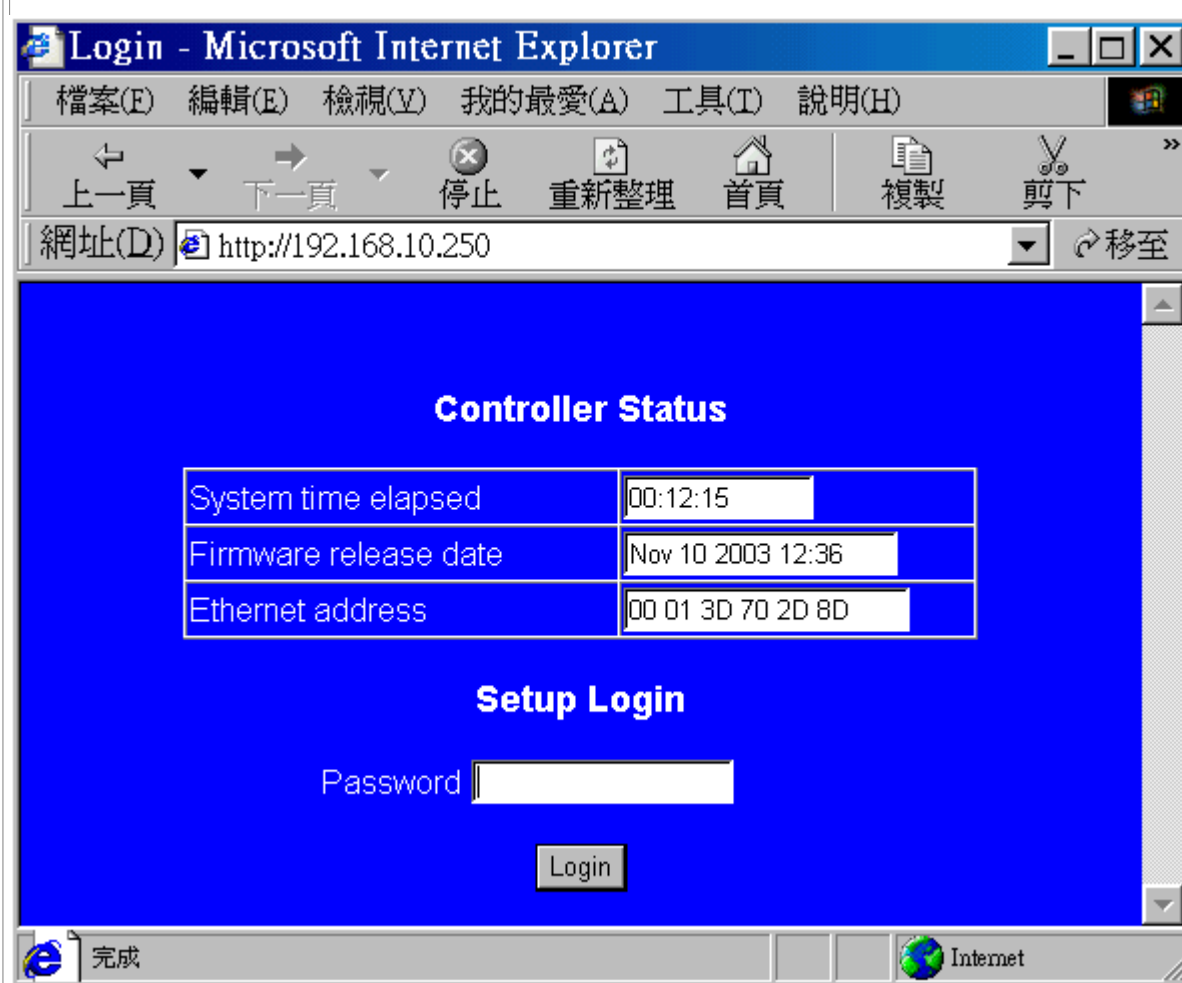 Login - Microsoft Internet Explorer
檔案(F) 編輯(E) 檢視(V) 我的最愛(A) 工具(T) 說明(H)
上一頁 下一頁 停止 重新整理 首頁 複製 剪下 »
網址(D) http://192.168.10.250 移至
Controller Status
System time elapsed 00:12:15
Firmware release date Nov 10 2003 12:36
Ethernet address 00 01 3D 70 2D 8D
Setup Login
Password
Login
完成 Internet